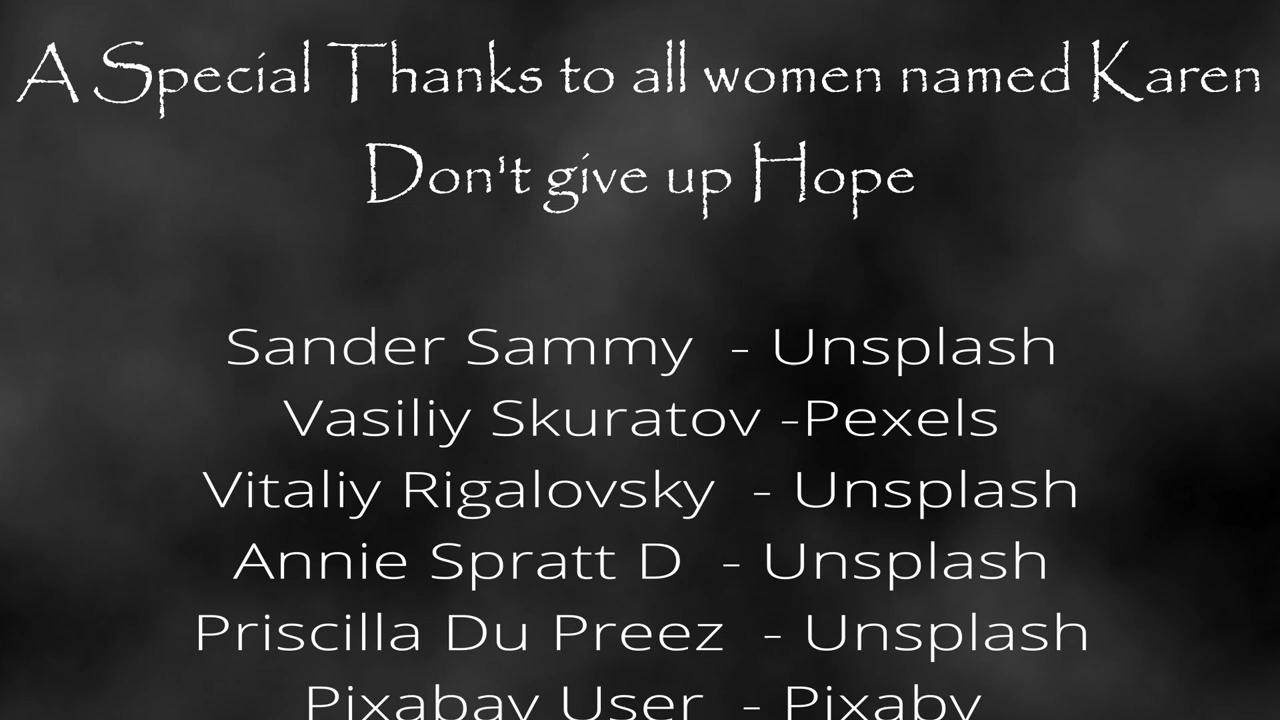 A Special Thanks to all women named Karen
Don't give up Hope
Sander Sammy - Unsplash
Vasiliy Skuratov -Pexels
Vitaliy Rigalovsky - Unsplash
Annie Spratt D - Unsplash
Priscilla Du Preez - Unsplash
Pixabay User - Pixaby